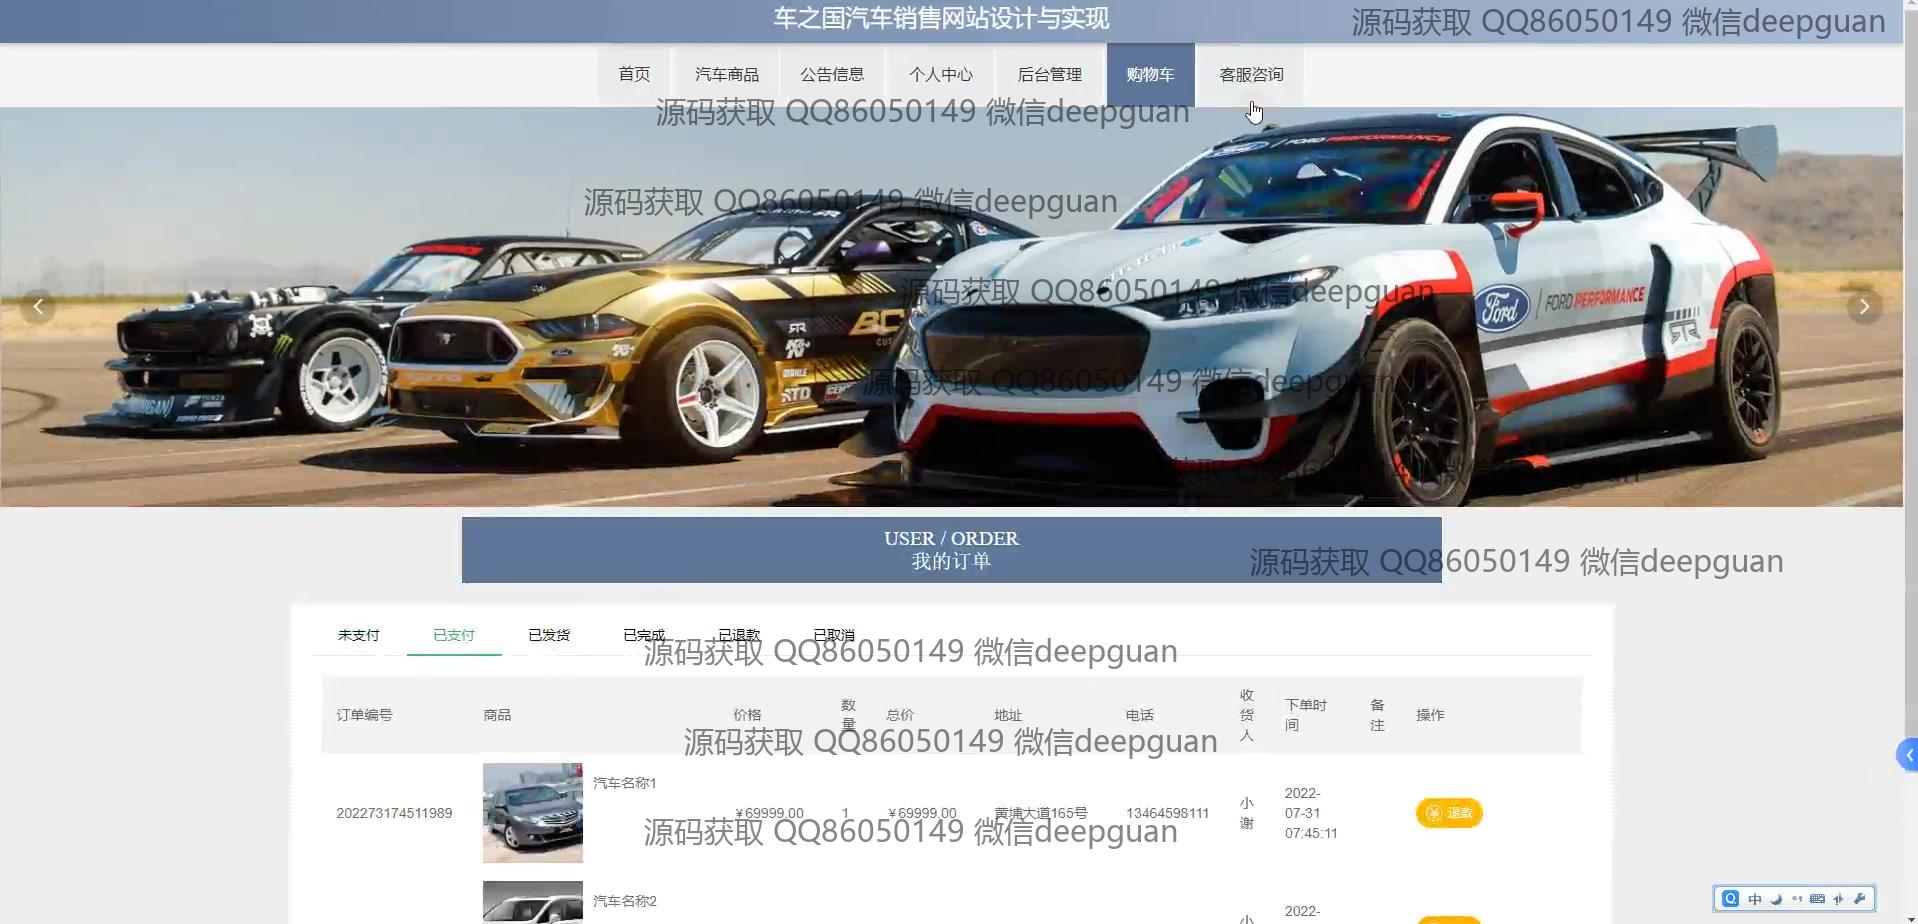 车之国汽车销售网站设计与实现
源码获取 QQ86050149 微信deepguan
首页 汽车商品 公告信息 个人中心 后台管理 购物车 客服咨询
源码获取 QQ86050149 微信deepguan
源码获取 QQ86050149 微信deepguan
Ford / FORD PERFORMANCE
源码获取 QQ86050149 微信deepguan
Ford | FORD PERFORMANCE
RTR
BC
源码获取 QQ86050149 微信deepguan
MAHLE
STD
USER / ORDER
我的订单
源码获取 QQ86050149 微信deepguan
未支付 已支付 已发货 已完成 已退款 已取消
源码获取 QQ86050149 微信deepguan
订单编号 商品 价格 数量 总价 地址 电话 收货人 下单时间 备注 操作
源码获取 QQ86050149 微信deepguan
202273174511989 汽车名称1 ￥69999.00 1 ￥69999.00 黄埔大道165号 13464598111 小谢 2022-07-31 07:45:11 退款
源码获取 QQ86050149 微信deepguan
汽车名称2 小 2022-
中